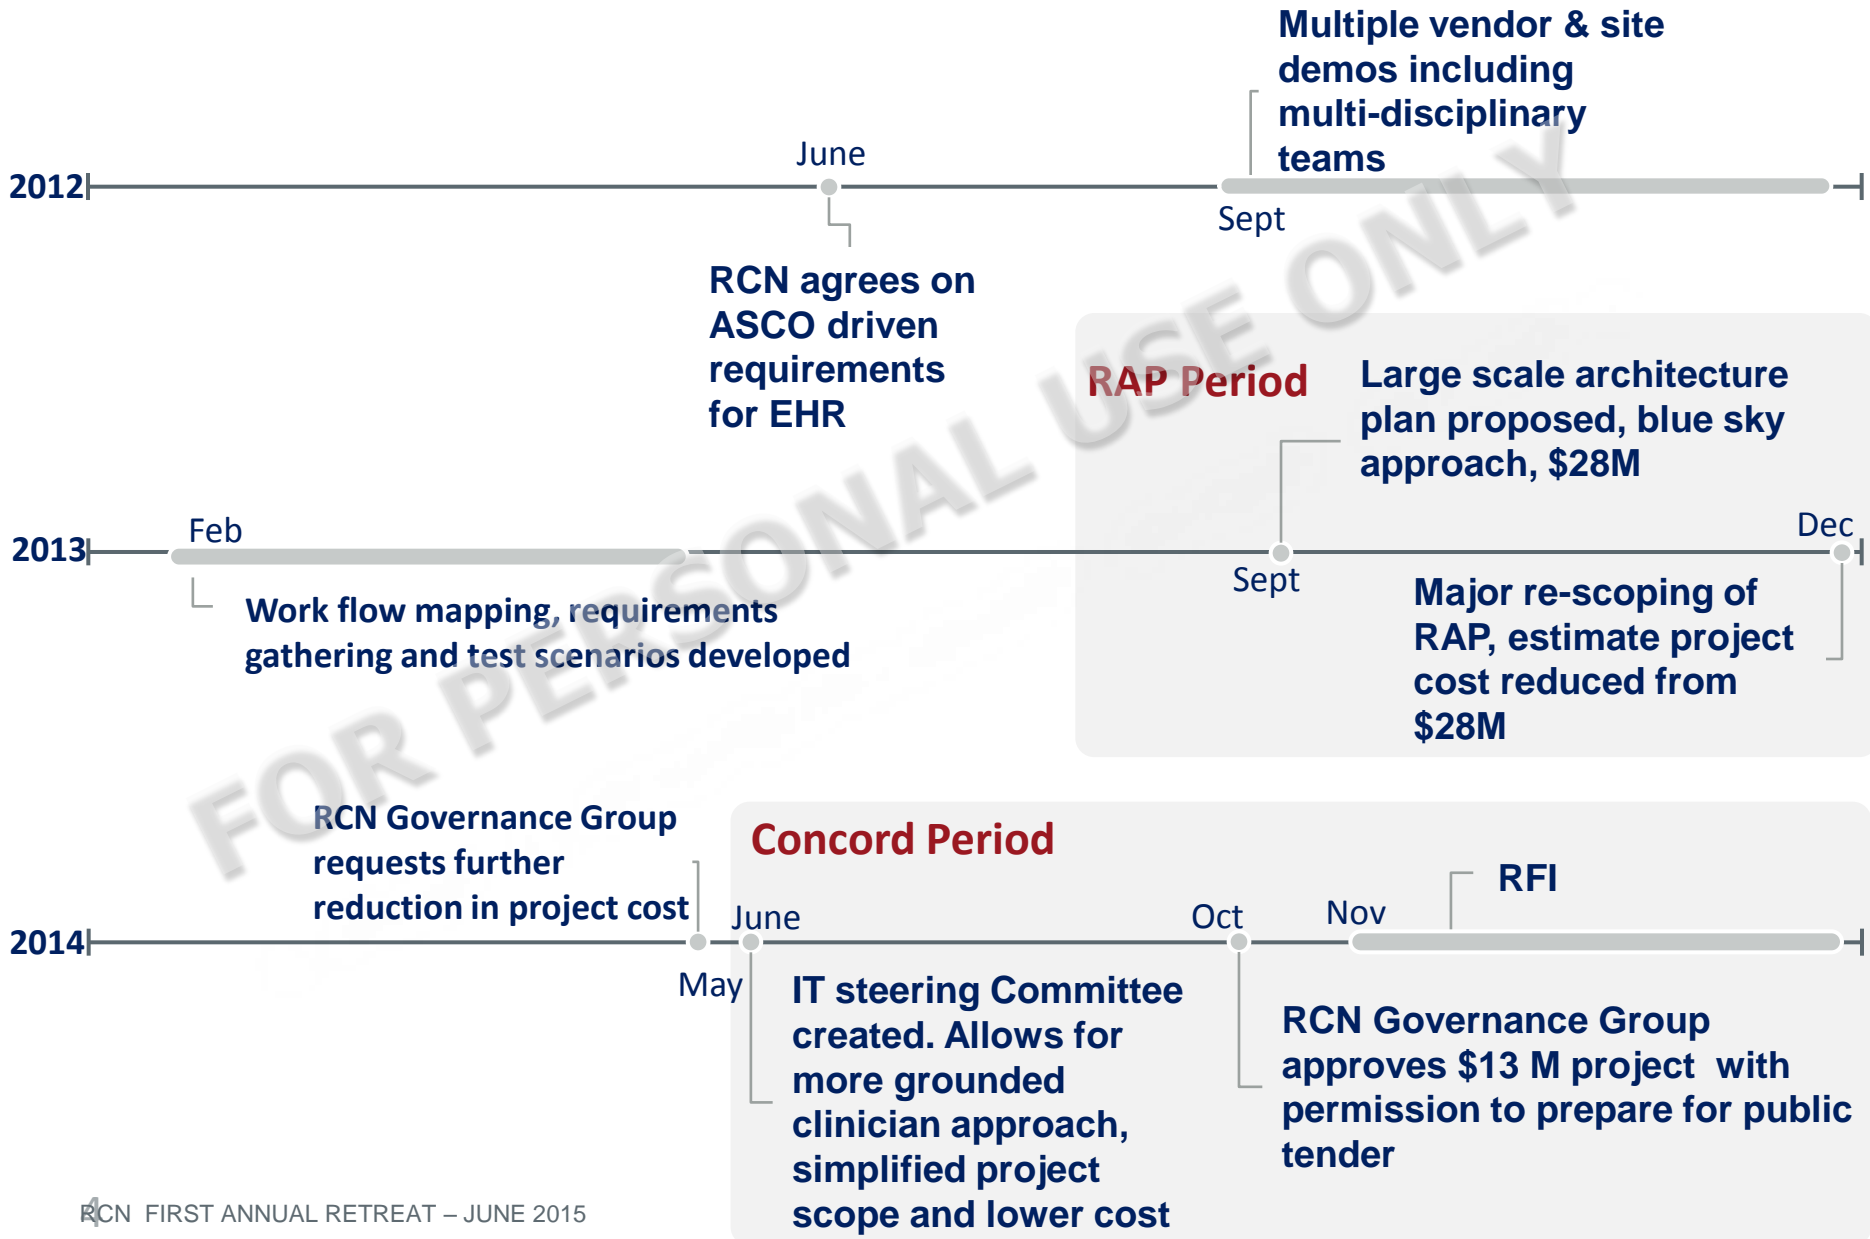 Multiple vendor & site
demos including
multi-disciplinary
teams
June
2012
Sept
RCN agrees on
ASCO driven
requirements
for EHR
RAP Period
Large scale architecture
plan proposed, blue sky
approach, $28M
Feb
Dec
2013
Sept
Work flow mapping, requirements
gathering and test scenarios developed
Major re-scoping of
RAP, estimate project
cost reduced from
$28M
FOR PERSONAL USE ONLY
RCN Governance Group
requests further
reduction in project cost
Concord Period
RFI
June
Oct
Nov
2014
May
IT steering Committee
created. Allows for
more grounded
clinician approach,
simplified project
scope and lower cost
RCN Governance Group
approves $13 M project  with
permission to prepare for public
tender
4
RCN  FIRST ANNUAL RETREAT – JUNE 2015